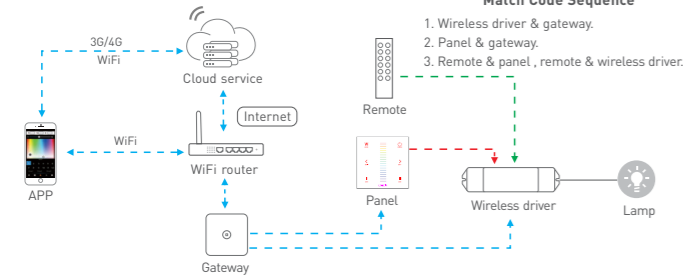 Match Code Sequence
1. Wireless driver & gateway.
2. Panel & gateway.
3. Remote & panel , remote & wireless driver.
3G/4G
WiFi
Cloud service
Internet
Remote
WiFi
WiFi router
APP
Panel
Wireless driver
Lamp
Gateway